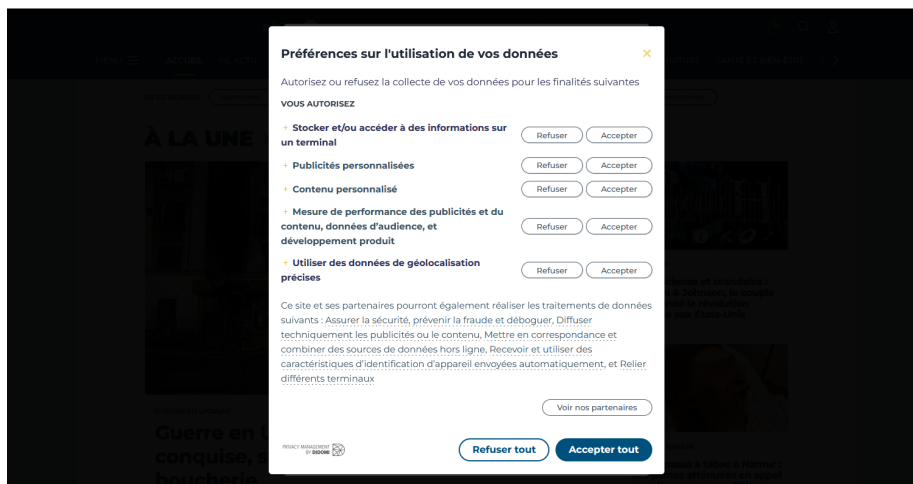 MENU
ACCUEIL
Préférences sur l'utilisation de vos données
×
Autorisez ou refusez la collecte de vos données pour les finalités suivantes
VOUS AUTORISEZ
+ Stocker et/ou accéder à des informations sur
un terminal
Refuser
Accepter
+ Publicités personnalisées
Refuser
Accepter
+ Contenu personnalisé
Refuser
Accepter
+ Mesure de performance des publicités et du
contenu, données d'audience, et
développement produit
Refuser
Accepter
+ Utiliser des données de géolocalisation
précises
Refuser
Accepter
Ce site et ses partenaires pourront également réaliser les traitements de données
suivants : Assurer la sécurité, prévenir la fraude et déboguer, Diffuser
techniquement les publicités ou le contenu, Mettre en correspondance et
combiner des sources de données hors ligne, Recevoir et utiliser des
caractéristiques d'identification d'appareil envoyées automatiquement, et Relier
différents terminaux
Voir nos partenaires
PRIVACY MANAGEMENT
BY DIDOMI
Refuser tout
Accepter tout
À LA UNE
Guerre en
conquise,
boucherie